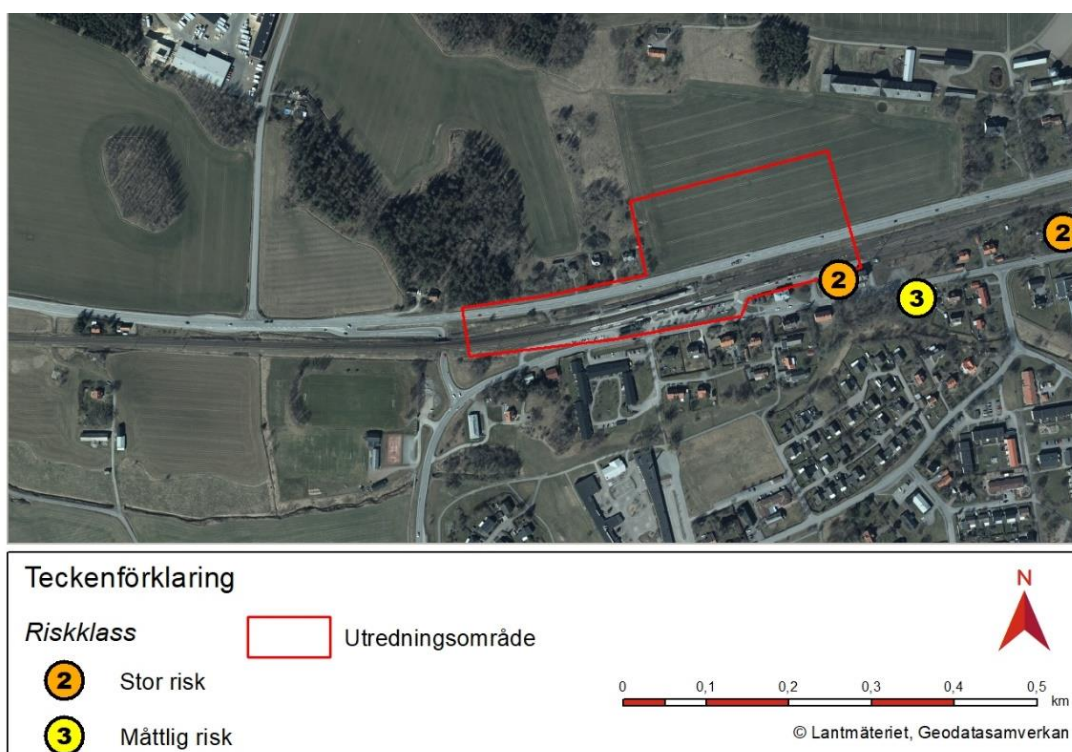 2
2
3
Teckenförklaring
N
Riskklass
Utredningsområde
2 Stor risk
0 0,1 0,2 0,3 0,4 0,5
km
3 Måttlig risk
© Lantmäteriet, Geodatasamverkan